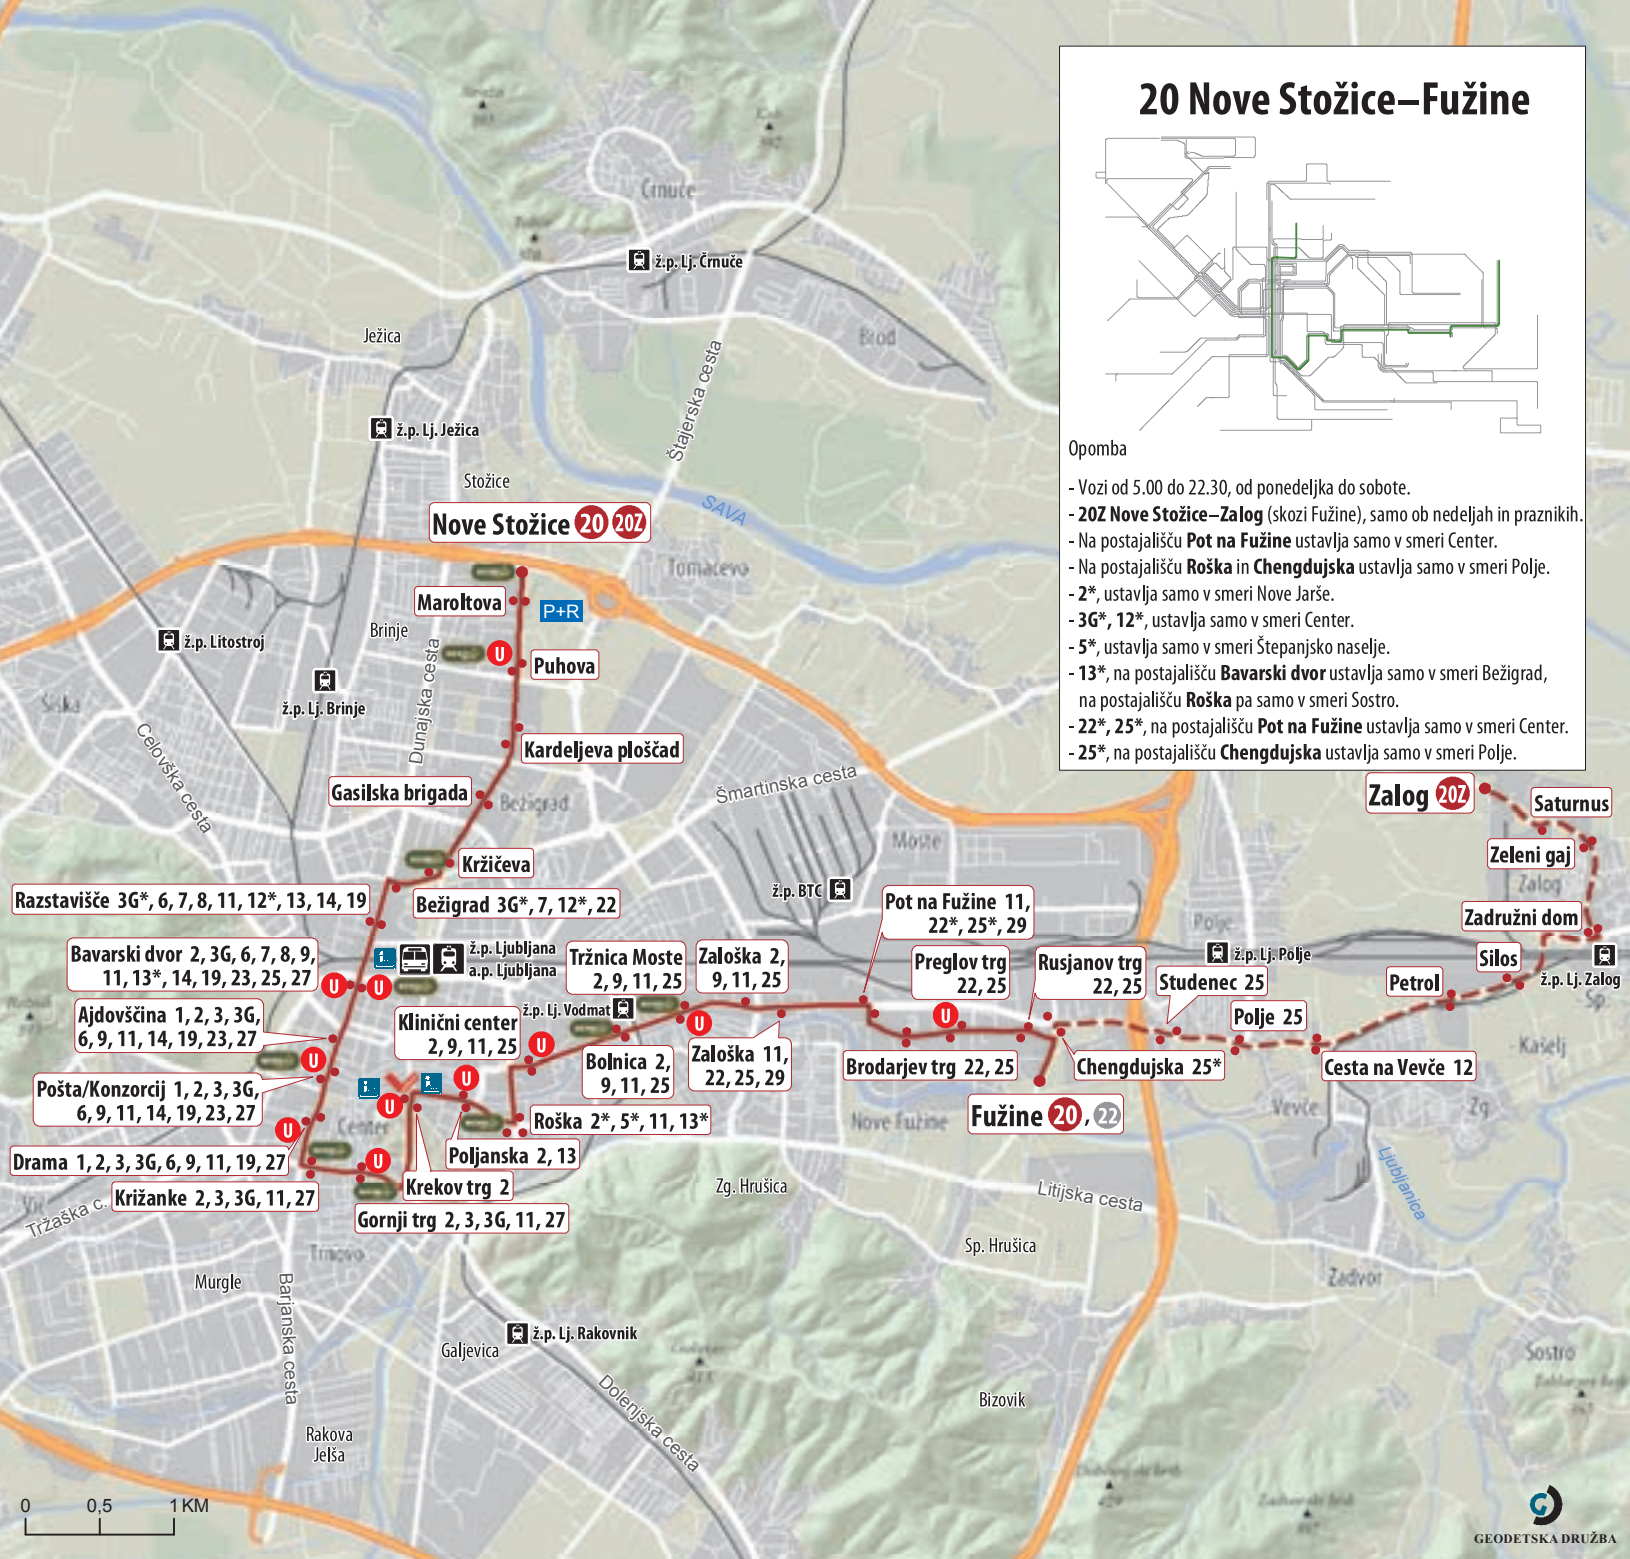 20 Nove Stožice–Fužine
Opomba
- Vozi od 5.00 do 22.30, od ponedeljka do sobote.
- 20Z Nove Stožice–Zalog (skozi Fužine), samo ob nedeljah in praznikih.
- Na postajališču Pot na Fužine ustavlja samo v smeri Center.
- Na postajališču Roška in Chengdujska ustavlja samo v smeri Polje.
- 2*, ustavlja samo v smeri Nove Jarše.
- 3G*, 12*, ustavlja samo v smeri Center.
- 5*, ustavlja samo v smeri Štepanjsko naselje.
- 13*, na postajališču Bavarski dvor ustavlja samo v smeri Bežigrad,
na postajališču Roška pa samo v smeri Sostro.
- 22*, 25*, na postajališču Pot na Fužine ustavlja samo v smeri Center.
- 25*, na postajališču Chengdujska ustavlja samo v smeri Polje.
Črnuče
ž.p. Lj. Črnuče
Ježica
Brod
Štajerska cesta
ž.p. Lj. Ježica
Stožice
SAVA
Nove Stožice 20 20Z
Tomačevo
Maroltova
P+R
Brinje
ž.p. Litostroj
U
Puhova
ž.p. Lj. Brinje
Šiška
Dunajska cesta
Celovška cesta
Kardeljeva ploščad
Gasilska brigada
Bežigrad
Šmartinska cesta
Zalog 20Z
Saturnus
Moste
Zeleni gaj
Zalog
Kržičeva
ž.p. BTC
Razstavišče 3G*, 6, 7, 8, 11, 12*, 13, 14, 19
Bežigrad 3G*, 7, 12*, 22
Pot na Fužine 11,
22*, 25*, 29
Polje
Zadružni dom
Bavarski dvor 2, 3G, 6, 7, 8, 9,
11, 13*, 14, 19, 23, 25, 27
ž.p. Ljubljana
a.p. Ljubljana
Tržnica Moste
2, 9, 11, 25
Zaloška 2,
9, 11, 25
Preglov trg
22, 25
Rusjanov trg
22, 25
ž.p. Lj. Polje
Studenec 25
Silos
ž.p. Lj. Zalog
Petrol
Sp.
U
U
Ajdovščina 1, 2, 3, 3G,
6, 9, 11, 14, 19, 23, 27
Klinični center
2, 9, 11, 25
ž.p. Lj. Vodmat
U
U
Polje 25
U
Bolnica 2,
9, 11, 25
Zaloška 11,
22, 25, 29
Brodarjev trg 22, 25
Chengdujska 25*
Cesta na Vevče 12
Kašelj
U
Pošta/Konzorcij 1, 2, 3, 3G,
6, 9, 11, 14, 19, 23, 27
U
U
Roška 2*, 5*, 11, 13*
Nove Fužine
Fužine 20, 22
Vevče
Zg.
U
Center
Drama 1, 2, 3, 3G, 6, 9, 11, 19, 27
U
Poljanska 2, 13
Križanke 2, 3, 3G, 11, 27
Krekov trg 2
Gornji trg 2, 3, 3G, 11, 27
Zg. Hrušica
Litijska cesta
Ljubljanica
Vič
Tržaška c.
Trnovo
Sp. Hrušica
Zadvor
Murgle
Barjanska cesta
ž.p. Lj. Rakovnik
Galjevica
Sostro
Dolenjska cesta
Bizovik
Rakova
Jelša
0 0,5 1 KM
GEODETSKA DRUŽBA